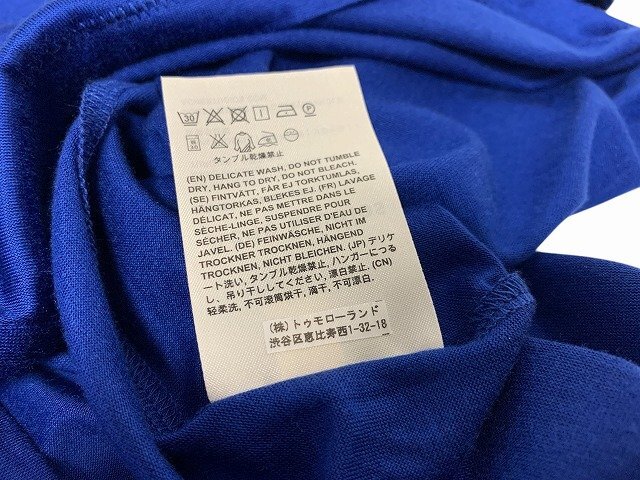 30 P
タンブル乾燥禁止
(EN) DELICATE WASH, DO NOT TUMBLE
DRY, HANG TO DRY, DO NOT BLEACH.
(SE) FINTVÄTT, FÅR EJ TORKTUMLAS,
HÄNGTORKAS, BLEKES EJ. (FR) LAVAGE
DÉLICAT, NE PAS METTRE DANS LE
SÈCHE-LINGE, SUSPENDRE POUR
SÉCHER, NE PAS UTILISER D'EAU DE
JAVEL. (DE) FEINWÄSCHE, NICHT IM
TROCKNER TROCKNEN, HÄNGEND
TROCKNEN, NICHT BLEICHEN. (JP) デリケ
ート洗い, タンブル乾燥禁止, ハンガーにつる
し、吊り干ししてください, 漂白禁止. (CN)
轻柔洗, 不可滚筒烘干, 滴干, 不可漂白.
(株)トゥモローランド
渋谷区恵比寿西1-32-18